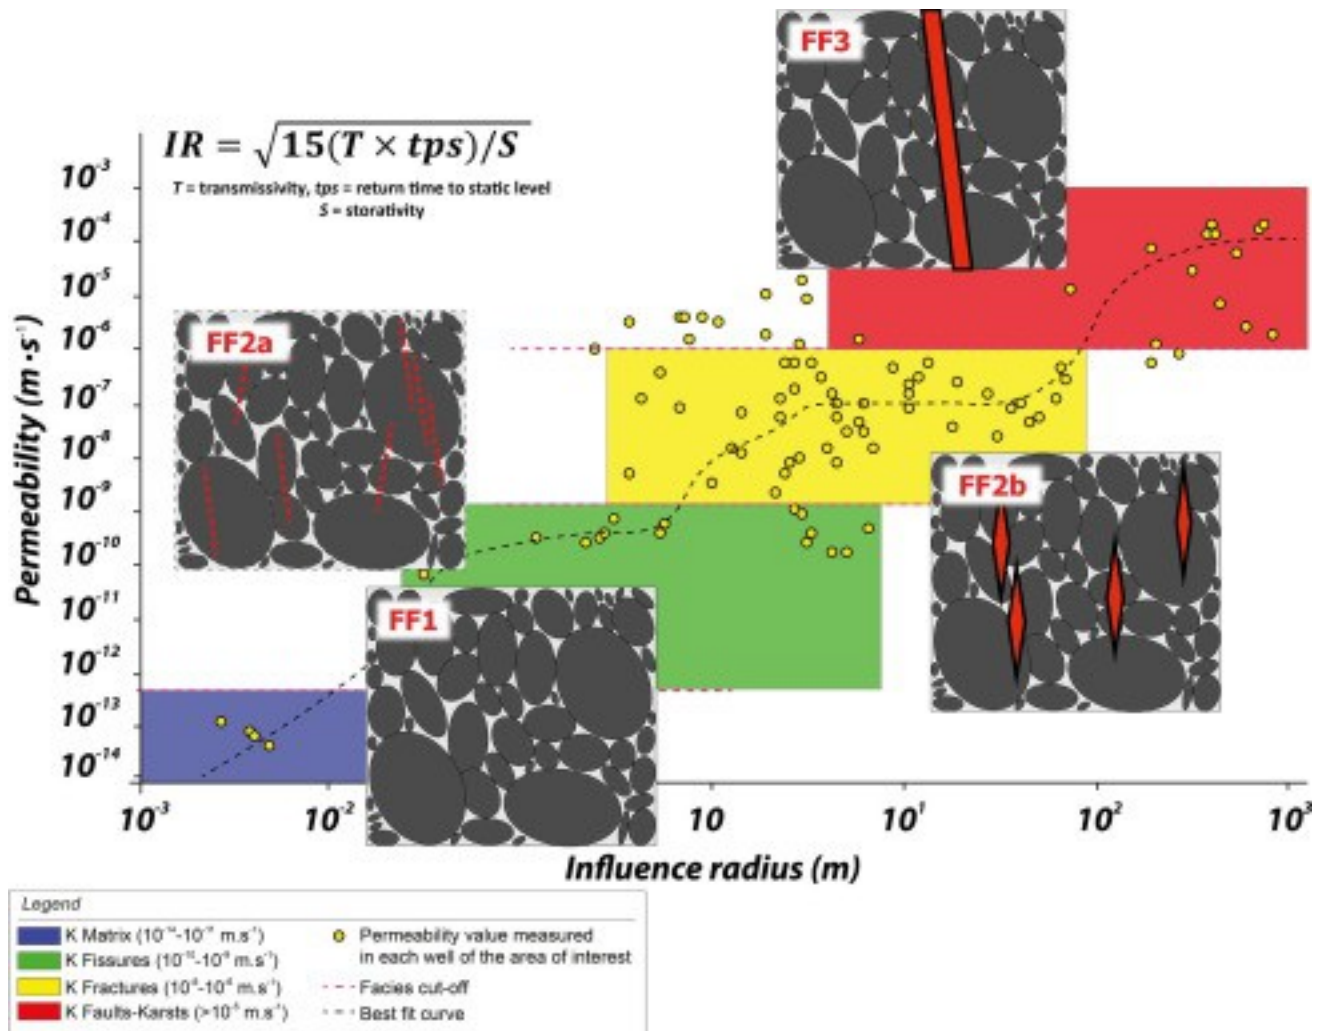 FF3
IR = √15(T × tps)/S
T = transmissivity, tps = return time to static level
S = storativity
10⁻³
10⁻⁴
10⁻⁵
10⁻⁶
10⁻⁷
10⁻⁸
10⁻⁹
10⁻¹⁰
10⁻¹¹
10⁻¹²
10⁻¹³
10⁻¹⁴
Permeability (m·s⁻¹)
FF2a
FF2b
FF1
10⁻³ 10⁻² 10 10¹ 10² 10³
Influence radius (m)
Legend
K Matrix
K Fissures
K Fractures
K Faults-Karsts
Permeability value measured
in each well of the area of interest
Facies cut-off
Best fit curve